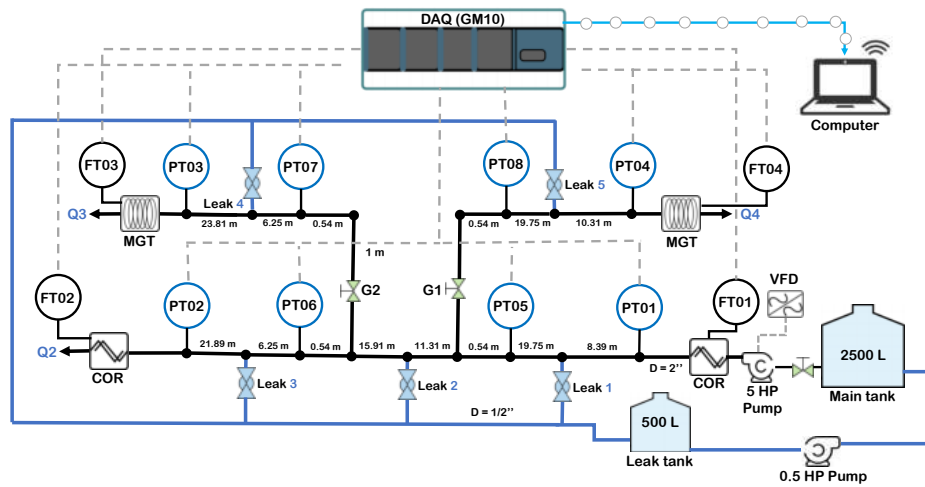 DAQ (GM10)
Computer
FT03
PT03
PT07
PT08
PT04
FT04
Leak 4
Leak 5
Q3
MGT
23.81 m
6.25 m
0.54 m
0.54 m
19.75 m
10.31 m
MGT
Q4
1 m
FT02
PT02
PT06
G2
G1
PT05
PT01
FT01
VFD
2500 L
Q2
COR
21.89 m
6.25 m
0.54 m
15.91 m
11.31 m
0.54 m
19.75 m
8.39 m
COR
D = 2’’
C
5 HP
Pump
Main tank
Leak 3
Leak 2
Leak 1
D = 1/2’’
500 L
Leak tank
C
0.5 HP Pump